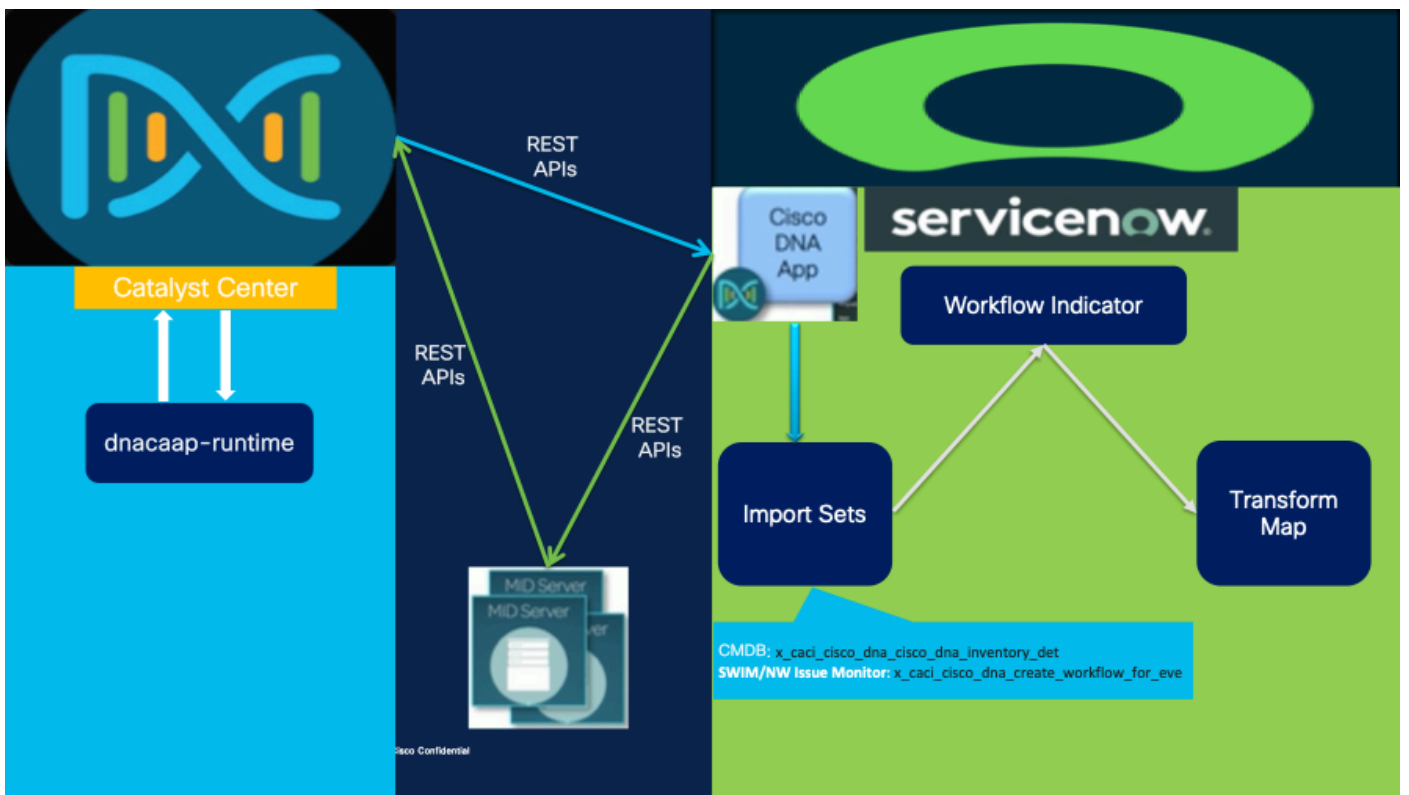 Catalyst Center
dnacaap-runtime
REST
APIs
REST
APIs
REST
APIs
MID Server
MID Server
isco Confidential
Cisco
DNA
App
servicenow.
Workflow Indicator
Import Sets
Transform
Map
CMDB: x_caci_cisco_dna_cisco_dna_inventory_det
SWIM/NW Issue Monitor: x_caci_cisco_dna_create_workflow_for_eve